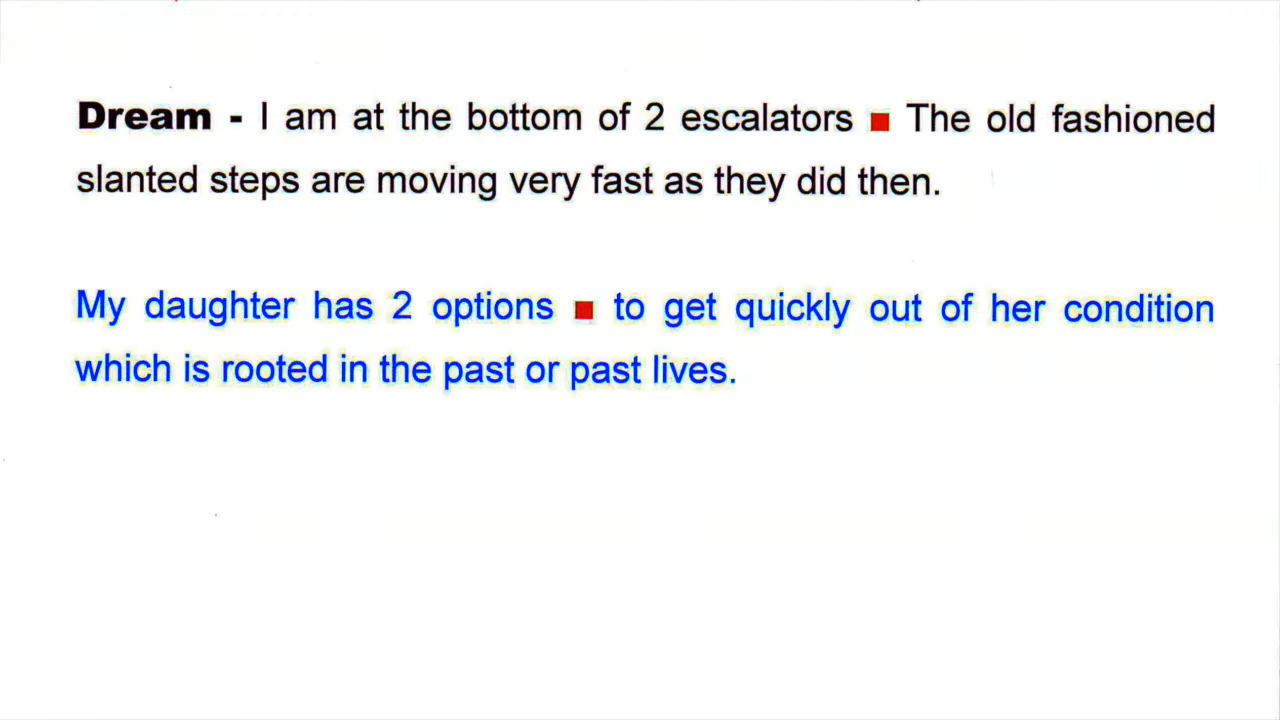 Dream - I am at the bottom of 2 escalators ■ The old fashioned
slanted steps are moving very fast as they did then.
My daughter has 2 options ■ to get quickly out of her condition
which is rooted in the past or past lives.